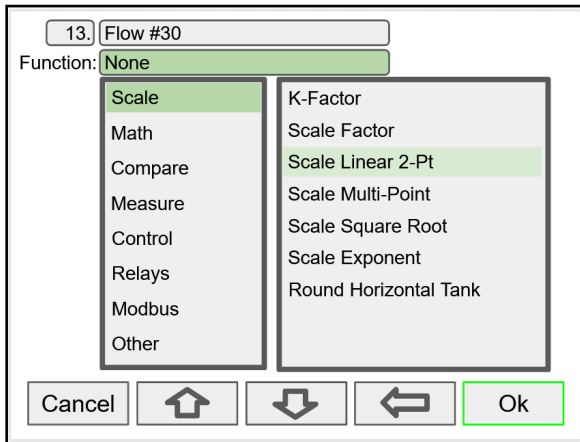 13. Flow #30
Function: None
Scale
Math
Compare
Measure
Control
Relays
Modbus
Other
K-Factor
Scale Factor
Scale Linear 2-Pt
Scale Multi-Point
Scale Square Root
Scale Exponent
Round Horizontal Tank
Cancel Ok